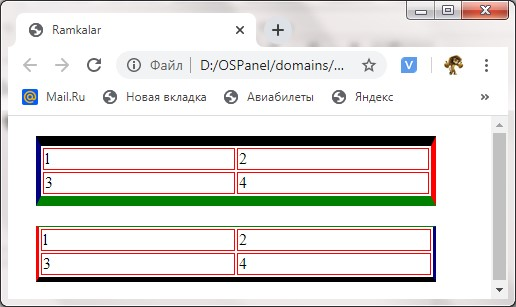 Ramkalar
Файл | D:/OSPanel/domains/...
Mail.Ru Новая вкладка Авиабилеты Яндекс »
1 2
3 4
1 2
3 4